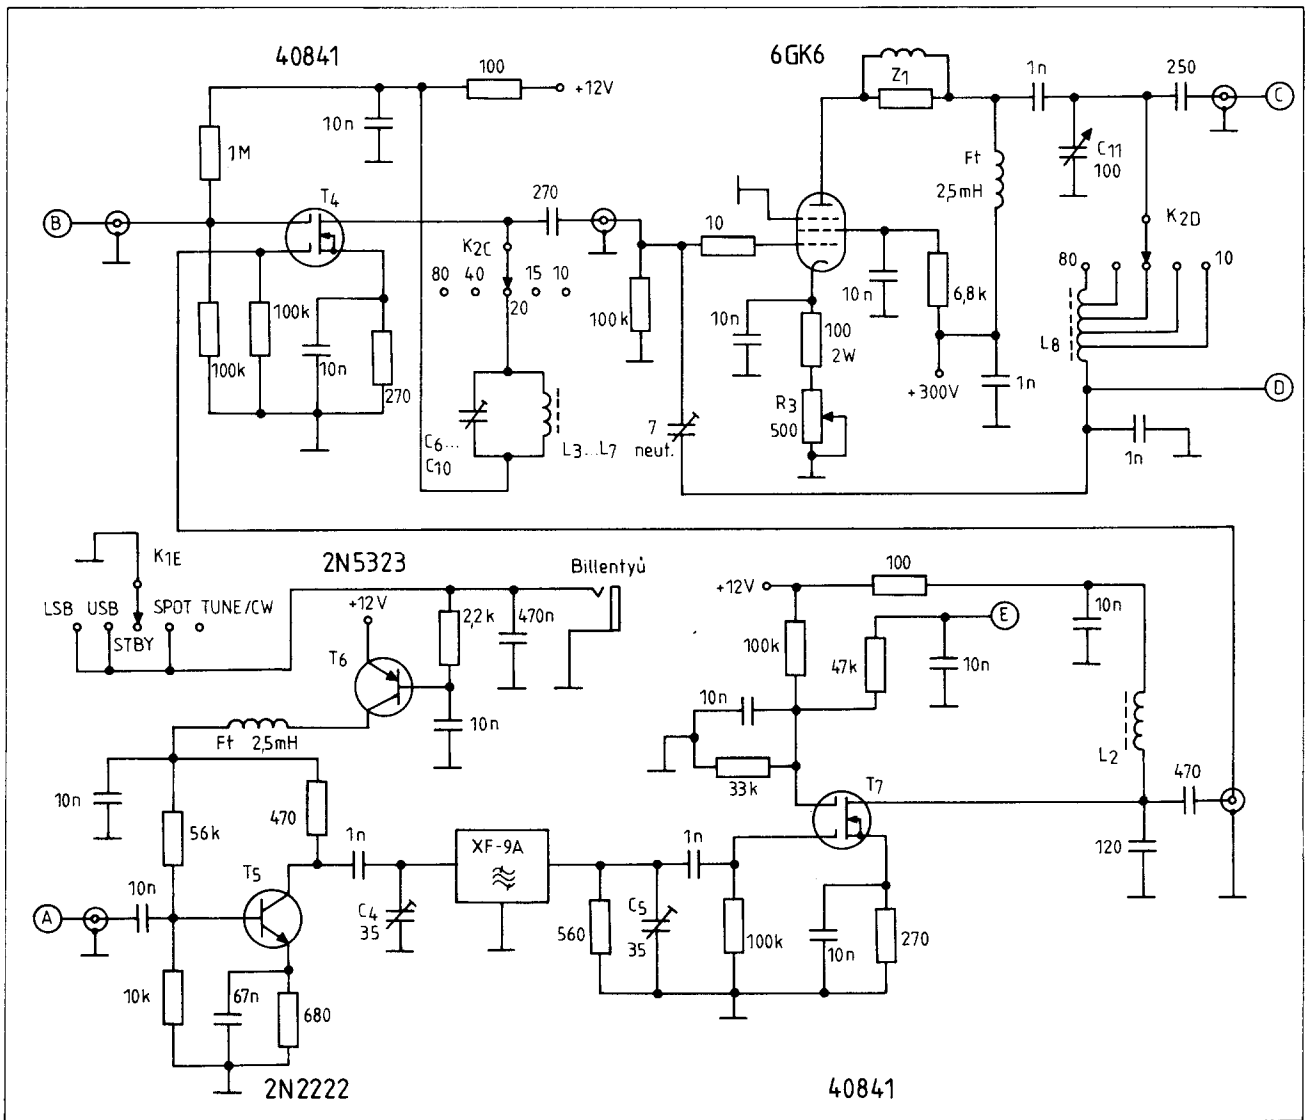 40841
100
+12V
10n
1M
T4
B
270
K2C
80 40 15 10
20
100k
100k
10n
270
C6...
C10
L3...L7
6GK6
Z1
1n
250
C
C11
100
Ft
2,5mH
K2D
10
80
10
100k
10n
6,8k
10n
100
2W
+300V
1n
L8
D
R3
500
7
neut.
1n
K1E
LSB USB SPOT TUNE/CW
STBY
2N5323
+12V
T6
2,2k
470n
Billentyű
10n
Ft 2,5mH
10n
56k
470
1n
XF-9A
T5
10n
A
C4
35
10k
67n
680
2N2222
+12V
100
E
10n
100k
47k
10n
10n
33k
T7
L2
470
120
1n
C5
35
560
100k
10n
270
40841